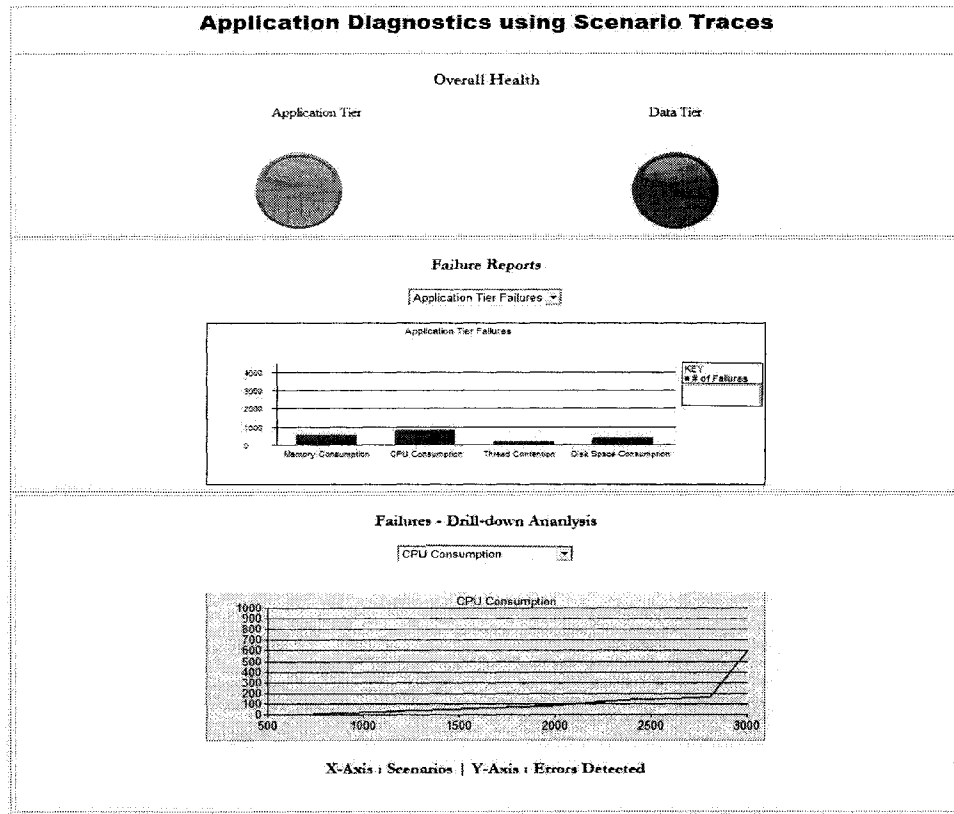 Application Diagnostics using Scenario Traces
Overall Health
Application Tier
Data Tier
Failure Reports
Application Tier Failures
Application Tier Failures
4000
3000
2000
1000
0
KEY
# of Failures
Memory Consumption
CPU Consumption
Thread Contention
Disk Space Consumption
Failures - Drill-down Ananlysis
CPU Consumption
CPU Consumption
1000
900
800
700
600
500
400
300
200
100
0
500
1000
1500
2000
2500
3000
X-Axis : Scenarios | Y-Axis : Errors Detected